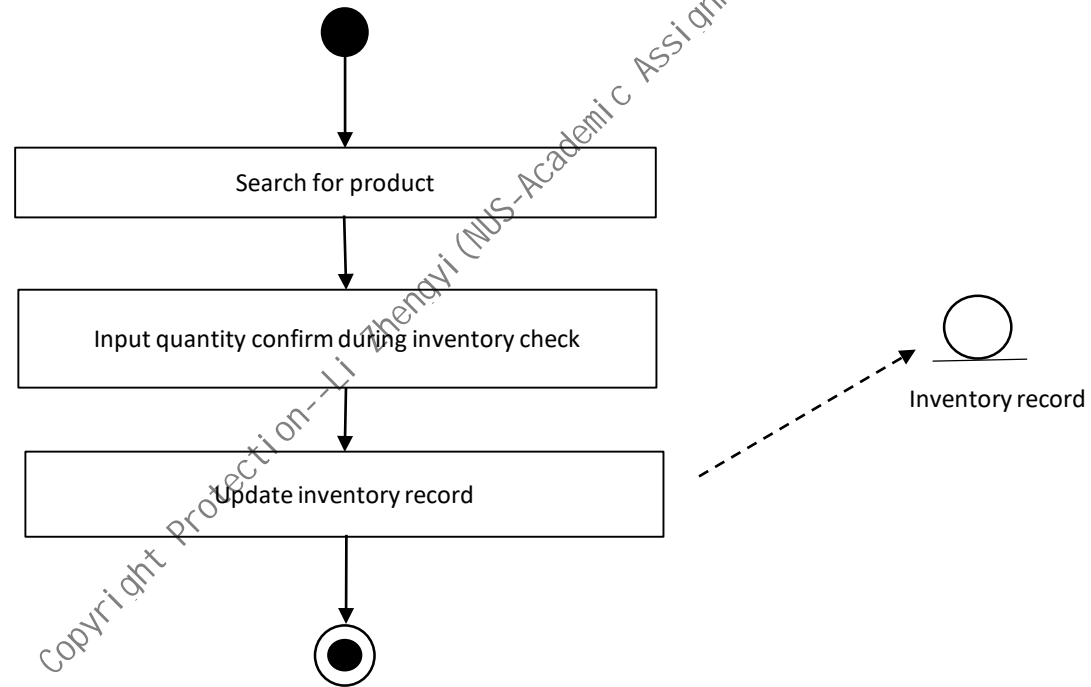 Search for product
Input quantity confirm during inventory check
Inventory record
Update inventory record
Copyright Protection--Li Zhengyi (NUS-Academic